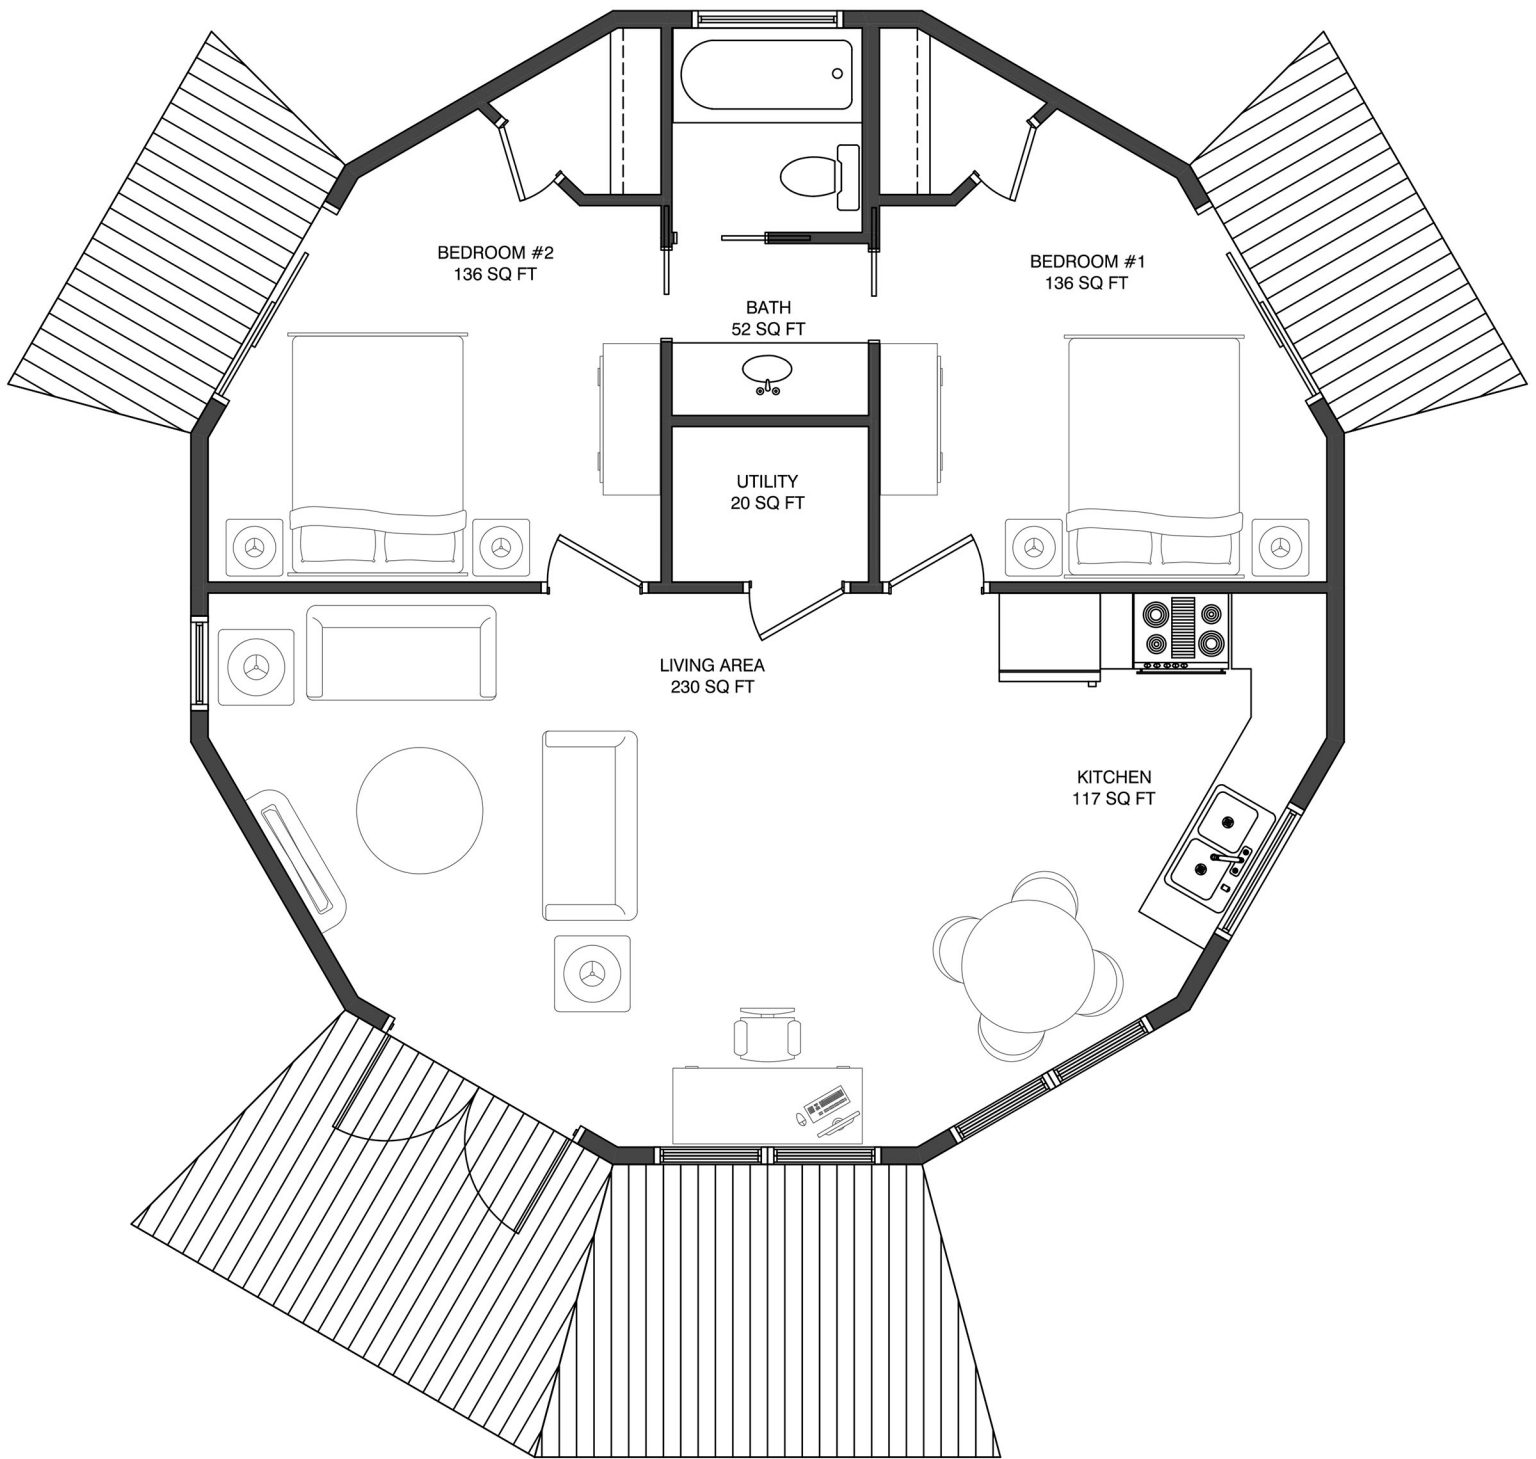 BEDROOM #2
136 SQ FT
BEDROOM #1
136 SQ FT
BATH
52 SQ FT
UTILITY
20 SQ FT
LIVING AREA
230 SQ FT
KITCHEN
117 SQ FT